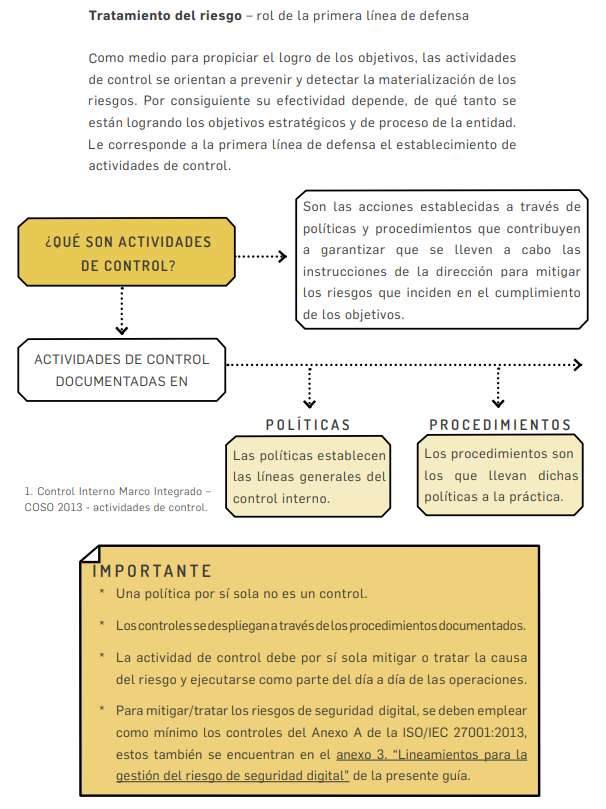 Tratamiento del riesgo – rol de la primera línea de defensa
Como medio para propiciar el logro de los objetivos, las actividades
de control se orientan a prevenir y detectar la materialización de los
riesgos. Por consiguiente su efectividad depende, de qué tanto se
están logrando los objetivos estratégicos y de proceso de la entidad.
Le corresponde a la primera línea de defensa el establecimiento de
actividades de control.
¿QUÉ SON ACTIVIDADES
DE CONTROL?
Son las acciones establecidas a través de
políticas y procedimientos que contribuyen
a garantizar que se lleven a cabo las
instrucciones de la dirección para mitigar
los riesgos que inciden en el cumplimiento
de los objetivos.
ACTIVIDADES DE CONTROL
DOCUMENTADAS EN
POLÍTICAS
Las políticas establecen
las líneas generales del
control interno.
PROCEDIMIENTOS
Los procedimientos son
los que llevan dichas
políticas a la práctica.
1. Control Interno Marco Integrado –
COSO 2013 - actividades de control.
IMPORTANTE
* Una política por sí sola no es un control.
* Los controles se despliegan a través de los procedimientos documentados.
* La actividad de control debe por sí sola mitigar o tratar la causa
del riesgo y ejecutarse como parte del día a día de las operaciones.
* Para mitigar/tratar los riesgos de seguridad digital, se deben emplear
como mínimo los controles del Anexo A de la ISO/IEC 27001:2013,
estos también se encuentran en el anexo 3. “Lineamientos para la
gestión del riesgo de seguridad digital” de la presente guía.